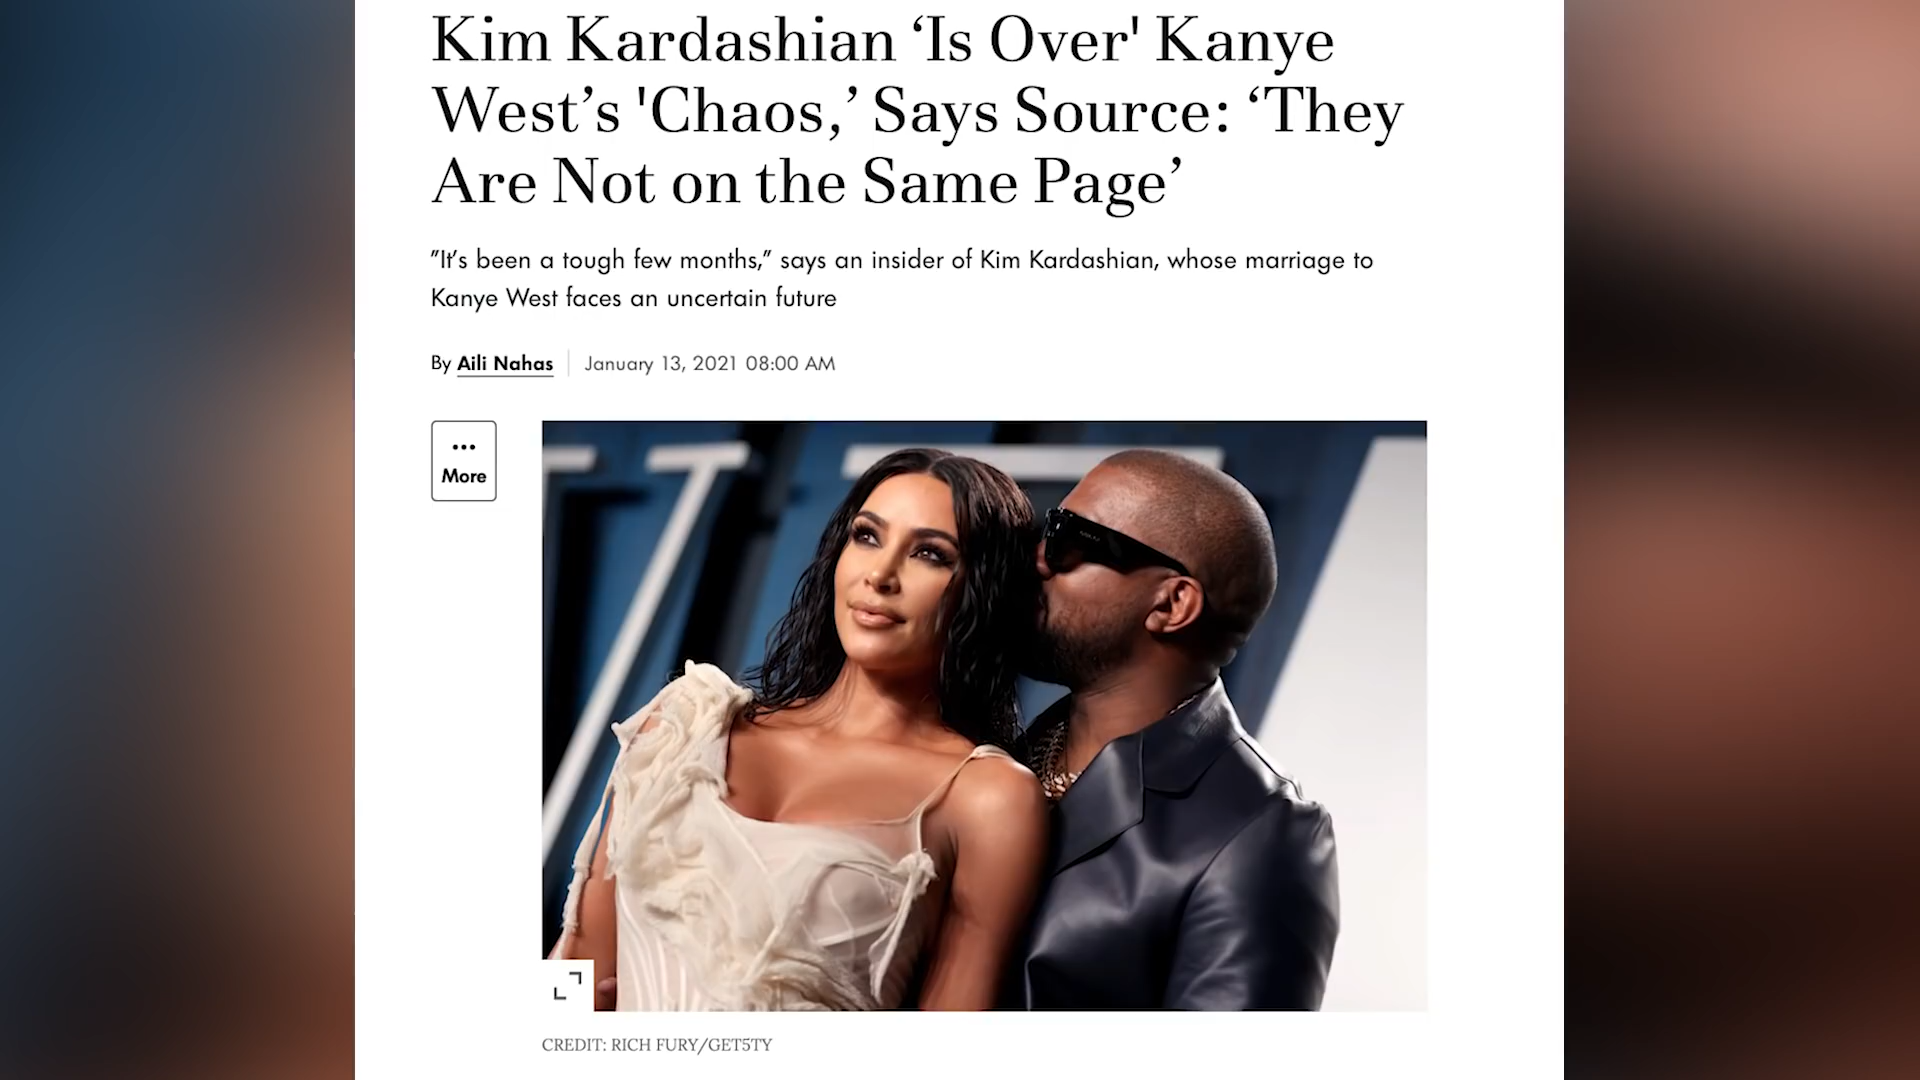 Kim Kardashian ‘Is Over' Kanye
West’s 'Chaos,’ Says Source: ‘They
Are Not on the Same Page’
”It’s been a tough few months,” says an insider of Kim Kardashian, whose marriage to
Kanye West faces an uncertain future
By Aili Nahas | January 13, 2021 08:00 AM
•••
More
CREDIT: RICH FURY/GET5TY